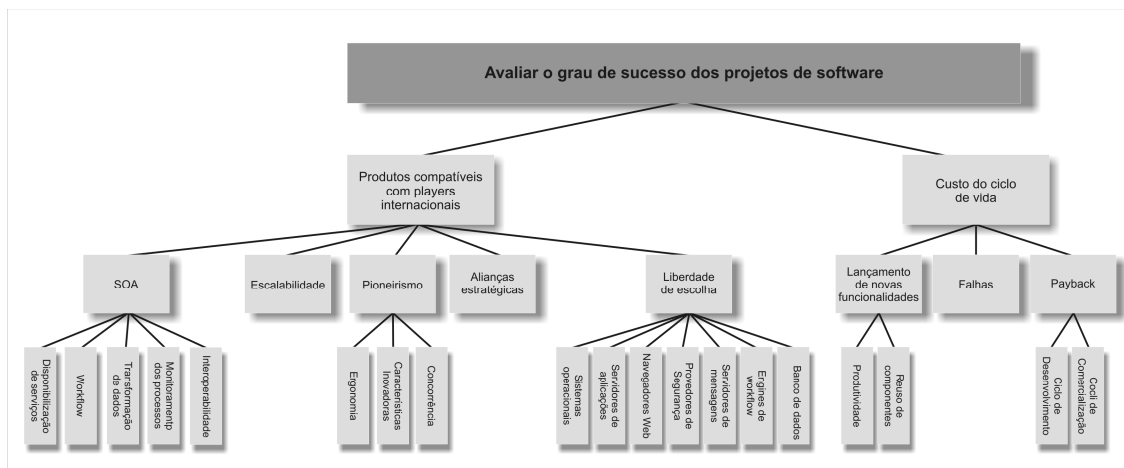 Avaliar o grau de sucesso dos projetos de software
Produtos compatíveis
com players
internacionais
Custo do ciclo
de vida
SOA
Escalabilidade
Pioneirismo
Alianças
estratégicas
Liberdade
de escolha
Lançamento
de novas
funcionalidades
Falhas
Payback
Disponibilização
de serviços
Workflow
Transformação
de dados
Monitoramentp
dos processos
Interoperabilidade
Ergonomia
Características
Inovadoras
Concorrência
Sistemas
operacionais
Servidores de
aplicações
Navegadores Web
Provedores de
Segurança
Servidores de
mensagens
Ergines de
workflow
Banco de dados
Produtividade
Reuso de
componentes
Ciclo de
Desenvolvimento
Cocli de
Comercialização